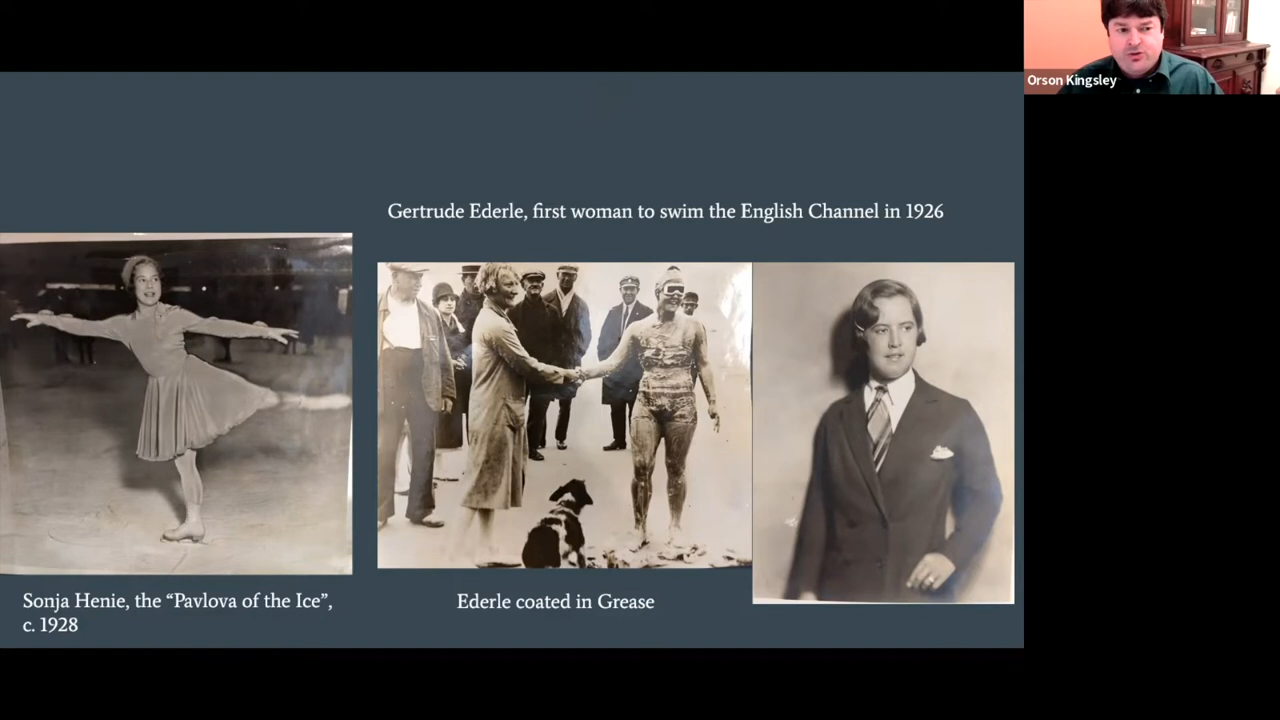 Orson Kingsley
Gertrude Ederle, first woman to swim the English Channel in 1926
Sonja Henie, the “Pavlova of the Ice”,
c. 1928
Ederle coated in Grease